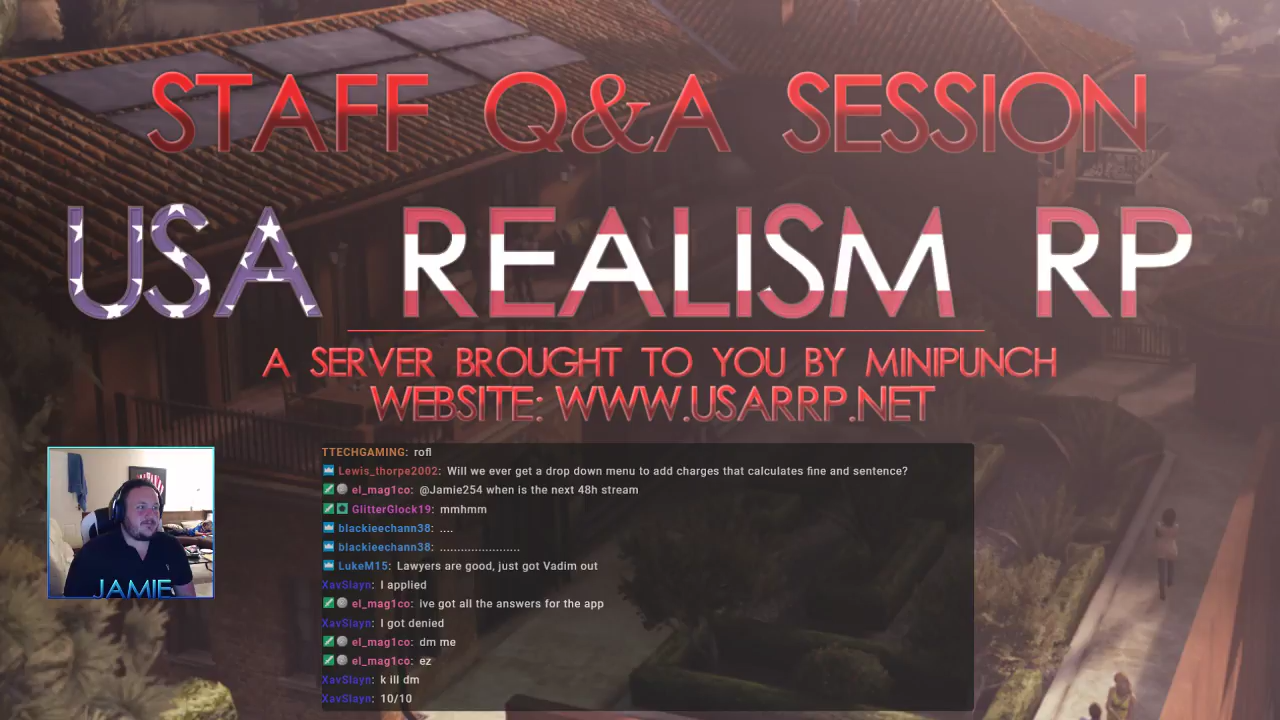 STAFF Q&A SESSION
USA REALISM RP
A SERVER BROUGHT TO YOU BY MINIPUNCH
WEBSITE: WWW.USARRP.NET
TTECHGAMING: rofl
Lewis_thorpe2002: Will we ever get a drop down menu to add charges that calculates fine and sentence?
el_mag1co: @Jamie254 when is the next 48h stream
GlitterGlock19: mmhmm
blackieechann38: ....
blackieechann38: .......................
LukeM15: Lawyers are good, just got Vadim out
XavSlayn: I applied
el_mag1co: ive got all the answers for the app
XavSlayn: I got denied
el_mag1co: dm me
el_mag1co: ez
XavSlayn: k ill dm
XavSlayn: 10/10
JAMIE